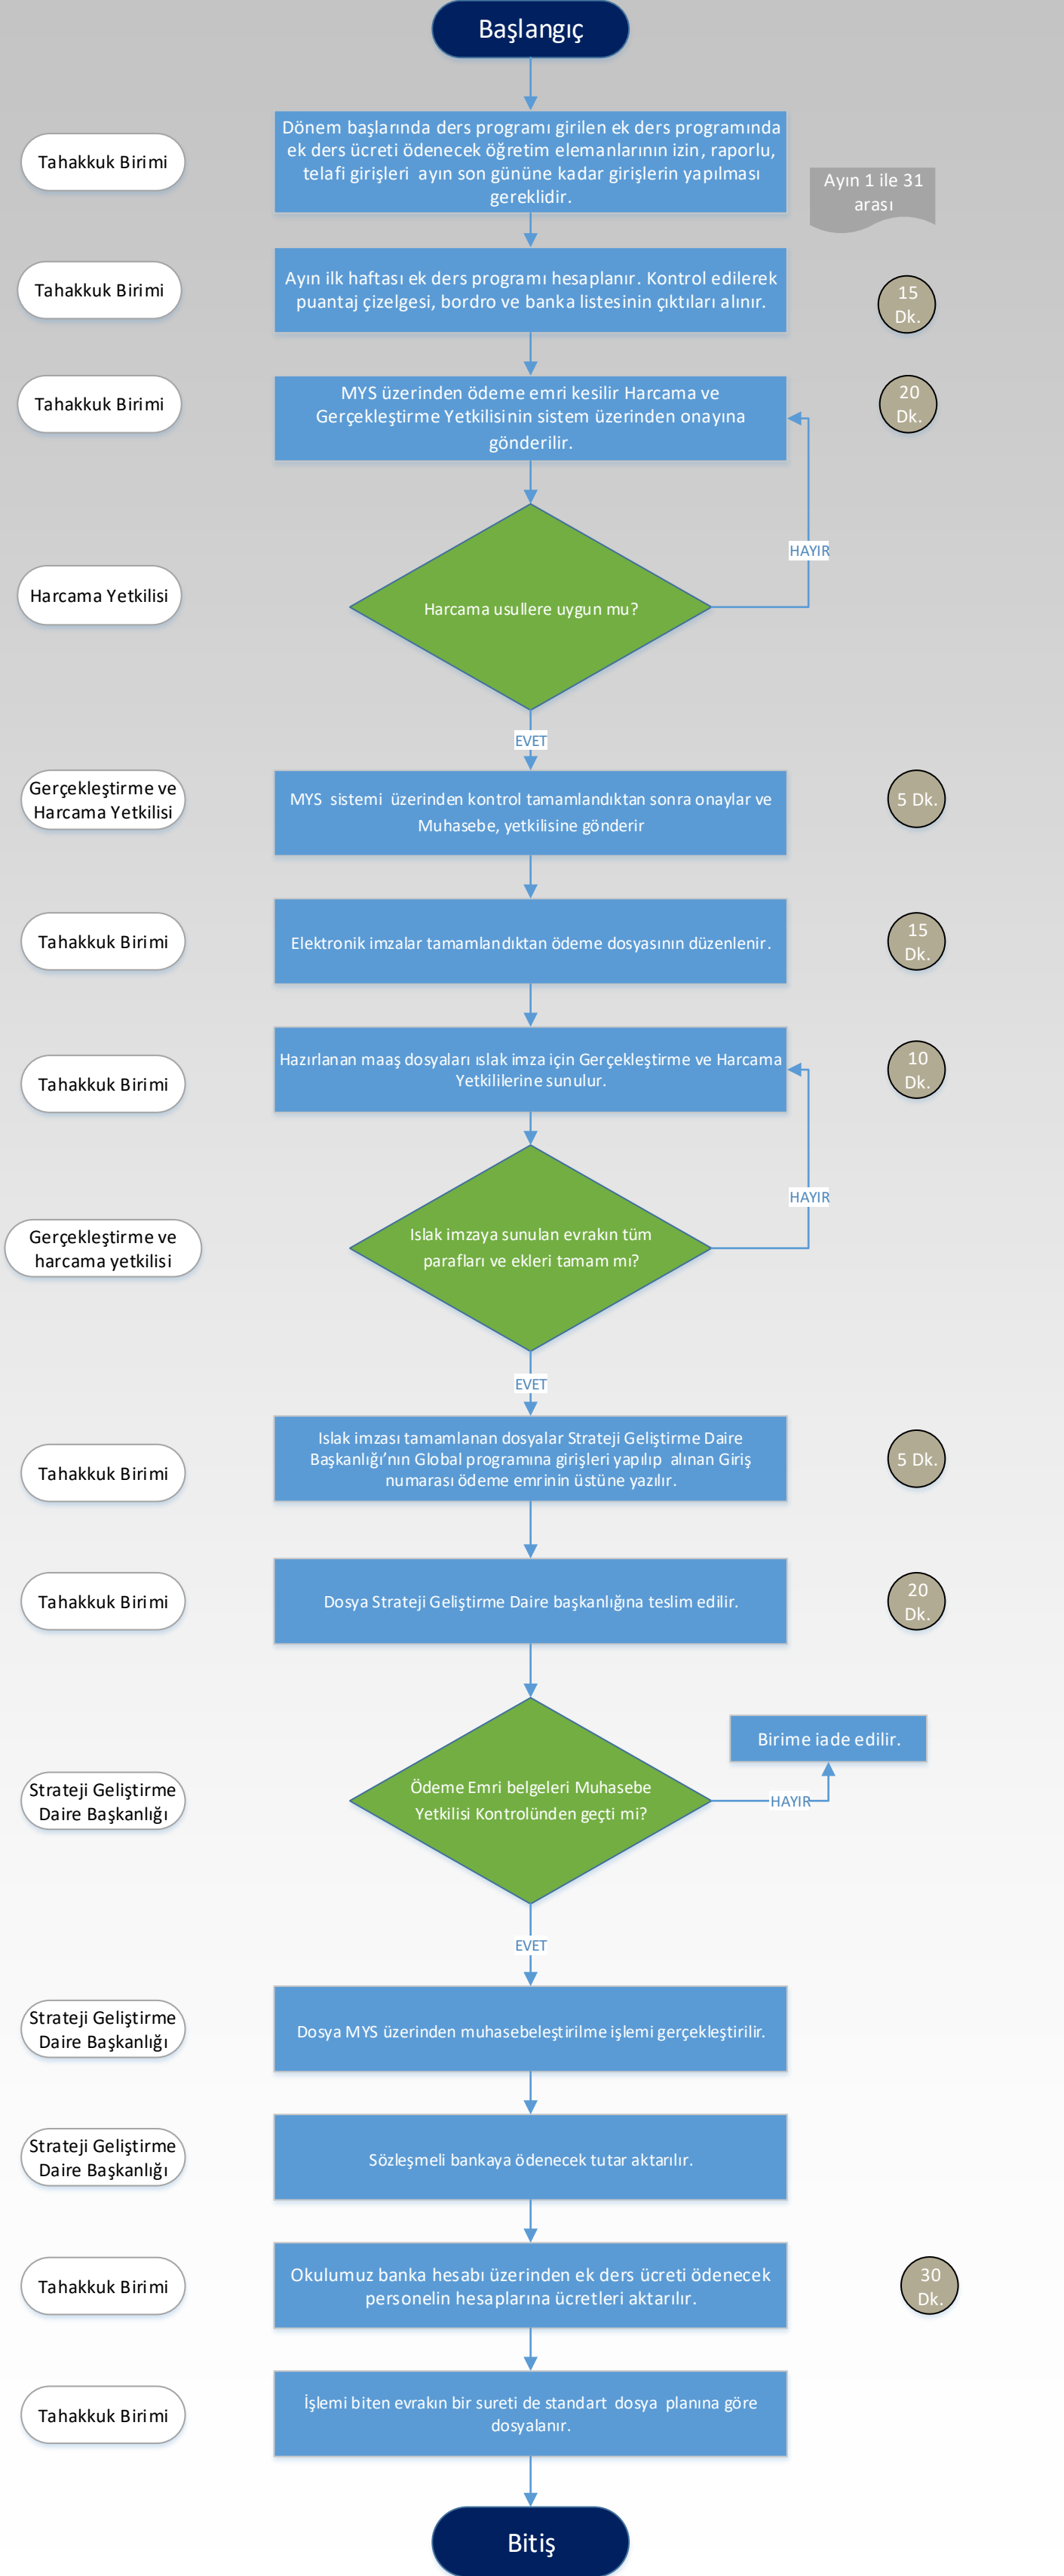 Başlangıç
Tahakkuk Birimi
Dönem başlarında ders programı girilen ek ders programında
ek ders ücreti ödenecek öğretim elemanlarının izin, raporlu,
telafi girişleri ayın son gününe kadar girişlerin yapılması
gereklidir.
Ayın 1 ile 31
arası
Tahakkuk Birimi
Ayın ilk haftası ek ders programı hesaplanır. Kontrol edilerek
puantaj çizelgesi, bordro ve banka listesinin çıktıları alınır.
15
Dk.
Tahakkuk Birimi
MYS üzerinden ödeme emri kesilir Harcama ve
Gerçekleştirme Yetkilisinin sistem üzerinden onayına
gönderilir.
20
Dk.
HAYIR
Harcama Yetkilisi
Harcama usullere uygun mu?
EVET
Gerçekleştirme ve
Harcama Yetkilisi
MYS sistemi üzerinden kontrol tamamlandıktan sonra onaylar ve
Muhasebe, yetkilisine gönderir
5 Dk.
Tahakkuk Birimi
Elektronik imzalar tamamlandıktan ödeme dosyasının düzenlenir.
15
Dk.
Tahakkuk Birimi
Hazırlanan maaş dosyaları ıslak imza için Gerçekleştirme ve Harcama
Yetkililerine sunulur.
10
Dk.
HAYIR
Gerçekleştirme ve
harcama yetkilisi
Islak imzaya sunulan evrakın tüm
parafları ve ekleri tamam mı?
EVET
Tahakkuk Birimi
Islak imzası tamamlanan dosyalar Strateji Geliştirme Daire
Başkanlığı’nın Global programına girişleri yapılıp alınan Giriş
numarası ödeme emrinin üstüne yazılır.
5 Dk.
Tahakkuk Birimi
Dosya Strateji Geliştirme Daire başkanlığına teslim edilir.
20
Dk.
Birime iade edilir.
Strateji Geliştirme
Daire Başkanlığı
Ödeme Emri belgeleri Muhasebe
Yetkilisi Kontrolünden geçti mi?
HAYIR
EVET
Strateji Geliştirme
Daire Başkanlığı
Dosya MYS üzerinden muhasebeleştirilme işlemi gerçekleştirilir.
Strateji Geliştirme
Daire Başkanlığı
Sözleşmeli bankaya ödenecek tutar aktarılır.
Tahakkuk Birimi
Okulumuz banka hesabı üzerinden ek ders ücreti ödenecek
personelin hesaplarına ücretleri aktarılır.
30
Dk.
Tahakkuk Birimi
İşlemi biten evrakın bir sureti de standart dosya planına göre
dosyalanır.
Bitiş